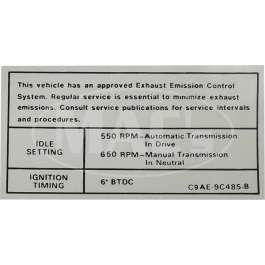 This vehicle has an approved Exhaust Emission Control
System. Regular service is essential to minimize exhaust
emissions. Consult service publications for service intervals
and procedures.
IDLE
SETTING
550 RPM-Automatic Transmission
In Drive
650 RPM-Manual Transmission
In Neutral
IGNITION
TIMING
6° BTDC
C9AE-9C485-B